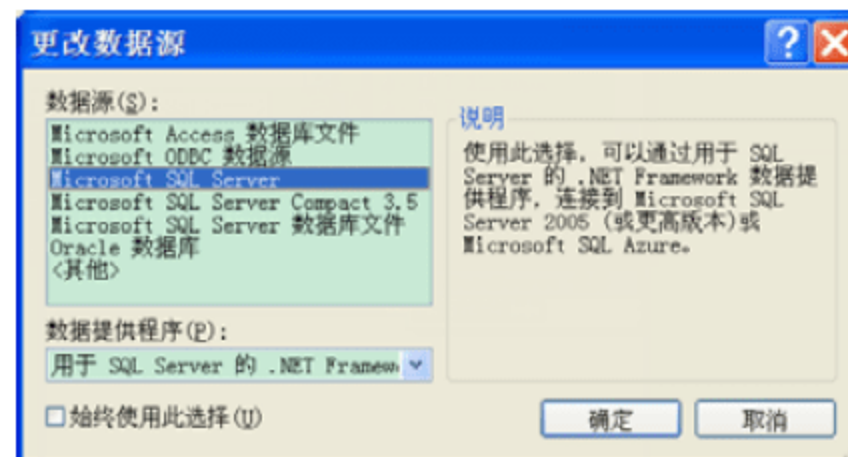 更改数据源
数据源(S):
Microsoft Access 数据库文件
Microsoft ODBC 数据源
Microsoft SQL Server
Microsoft SQL Server Compact 3.5
Microsoft SQL Server 数据库文件
Oracle 数据库
<其他>
数据提供程序(P):
用于 SQL Server 的 .NET Framew
始终使用此选择(U)
说明
使用此选择，可以通过用于 SQL
Server 的 .NET Framework 数据提
供程序，连接到 Microsoft SQL
Server 2005 (或更高版本)或
Microsoft SQL Azure。
确定
取消